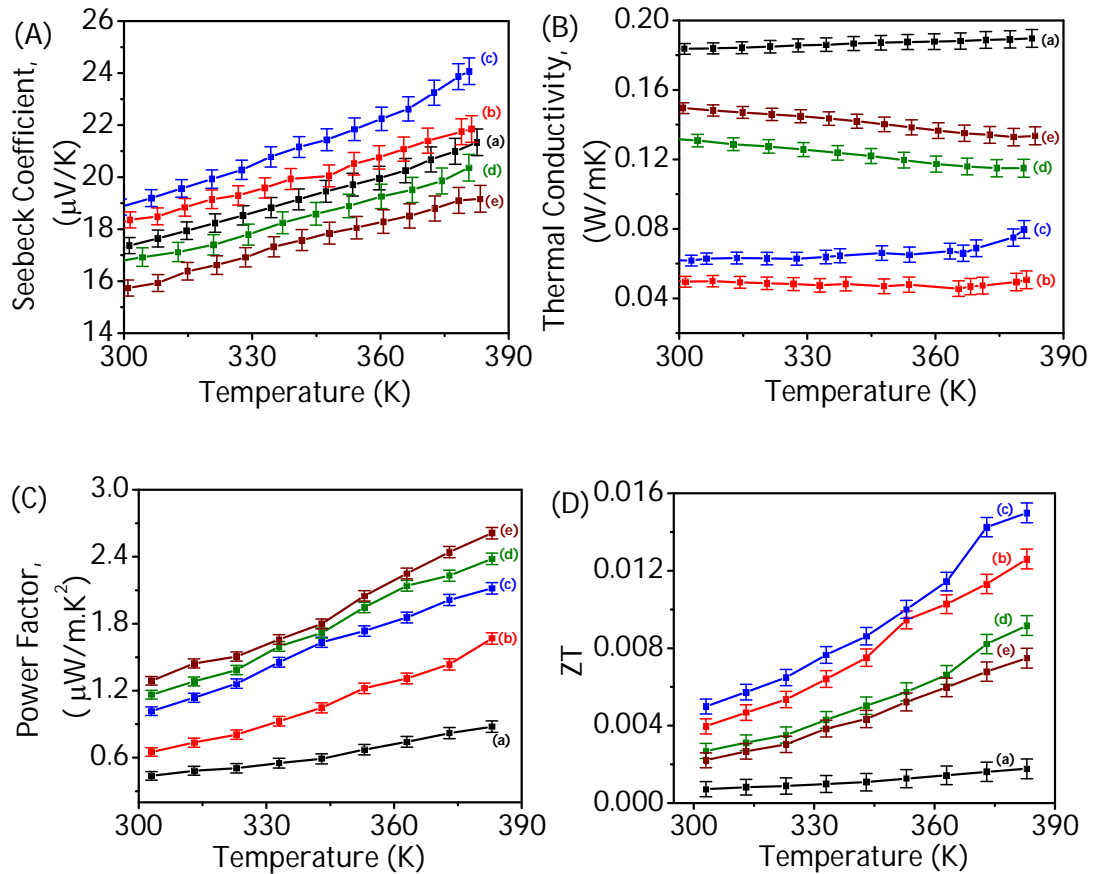 (A)
Seebeck Coefficient,
(μV/K)
26
24
22
20
18
16
14
300
330
360
390
Temperature (K)
(c)
(b)
(a)
(d)
(e)
(B)
Thermal Conductivity,
(W/mK)
0.20
0.16
0.12
0.08
0.04
300
330
360
390
Temperature (K)
(a)
(e)
(d)
(c)
(b)
(C)
Power Factor,
( μW/m.K²)
3.0
2.4
1.8
1.2
0.6
300
330
360
390
Temperature (K)
(e)
(d)
(c)
(b)
(a)
(D)
ZT
0.016
0.012
0.008
0.004
0.000
300
330
360
390
Temperature (K)
(c)
(b)
(d)
(e)
(a)